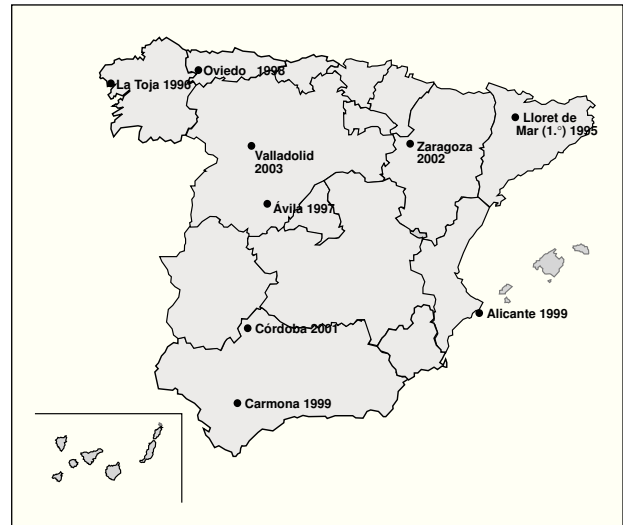 Oviedo 1998
La Toja 1996
Lloret de
Mar (1.º) 1995
Valladolid
2003
Zaragoza
2002
Ávila 1997
Alicante 1999
Córdoba 2001
Carmona 1999